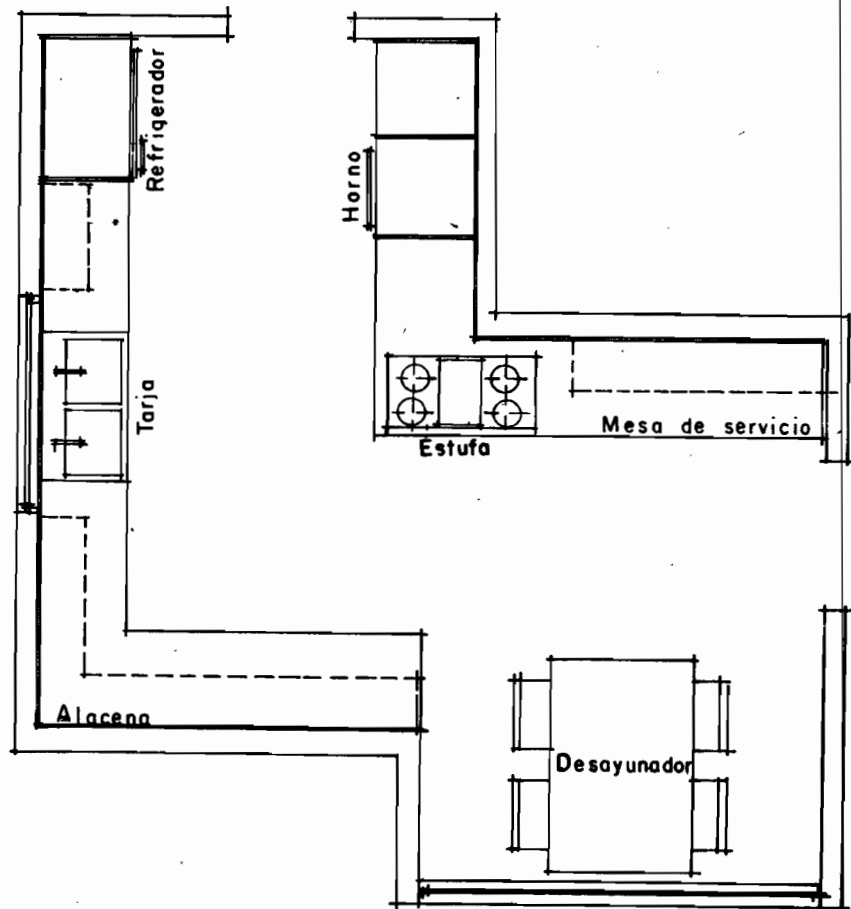 Refrigerador
Horno
Tarja
Mesa de servicio
Estufa
Alacena
Desayunador